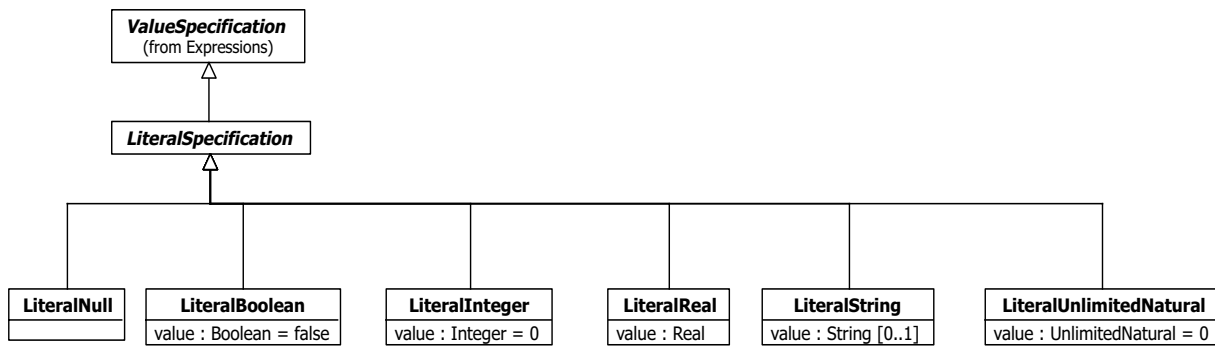 ValueSpecification
(from Expressions)
LiteralSpecification
LiteralNull
LiteralBoolean
value : Boolean = false
LiteralInteger
value : Integer = 0
LiteralReal
value : Real
LiteralString
value : String [0..1]
LiteralUnlimitedNatural
value : UnlimitedNatural = 0